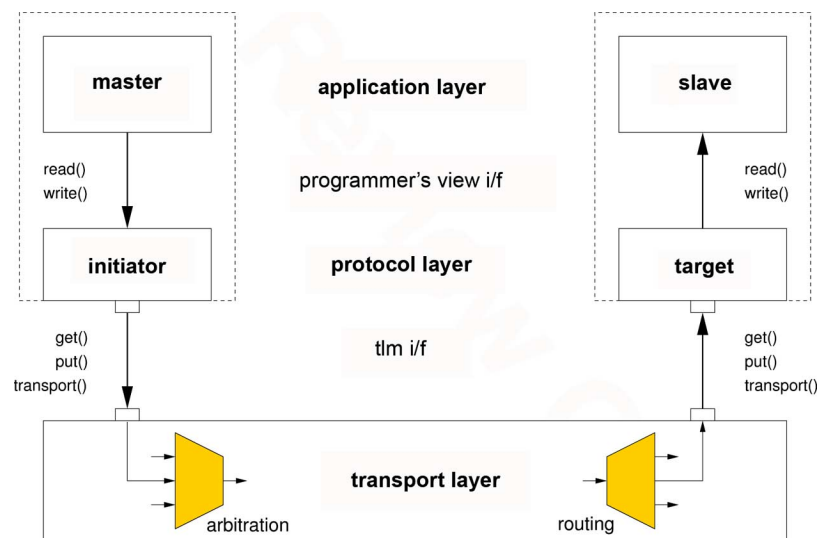 master
application layer
slave
read()
write()
programmer's view i/f
read()
write()
initiator
protocol layer
target
get()
put()
transport()
tlm i/f
get()
put()
transport()
transport layer
arbitration
routing